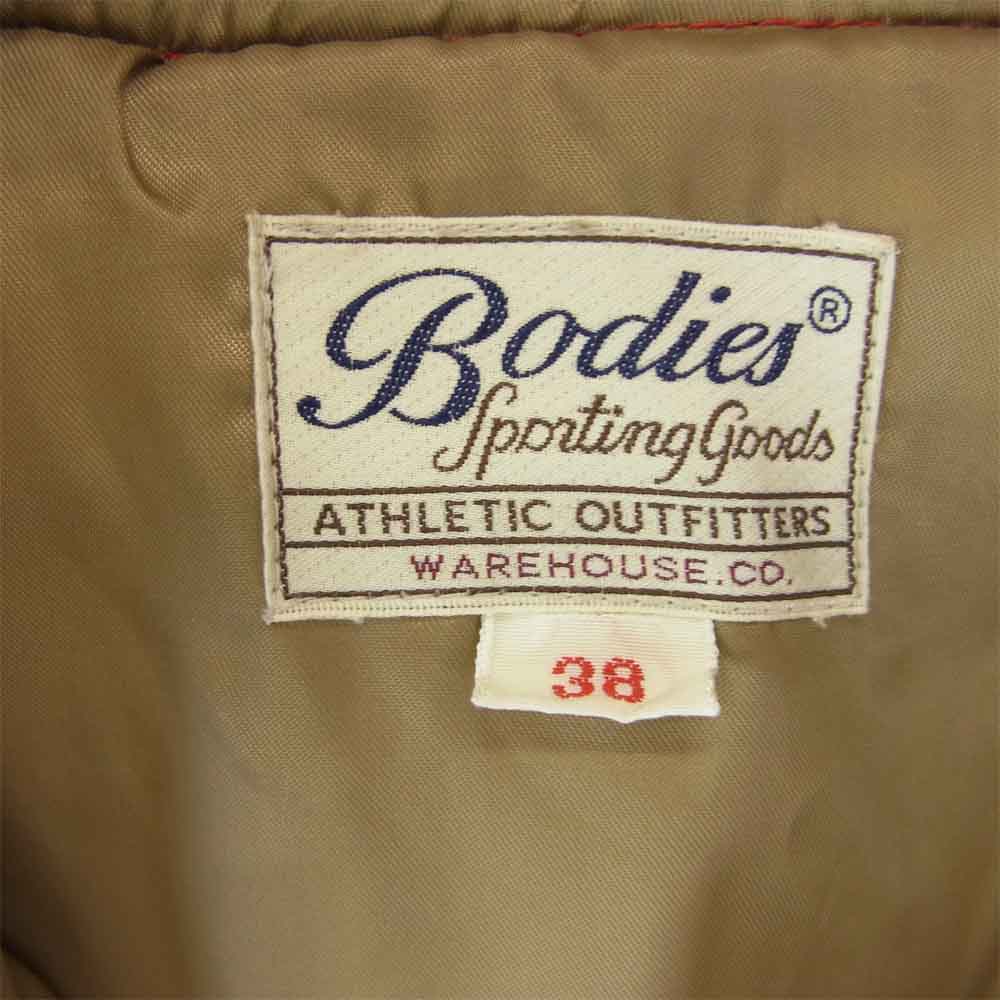 Bodies®
Sporting Goods
ATHLETIC OUTFITTERS
WAREHOUSE.CO.
38